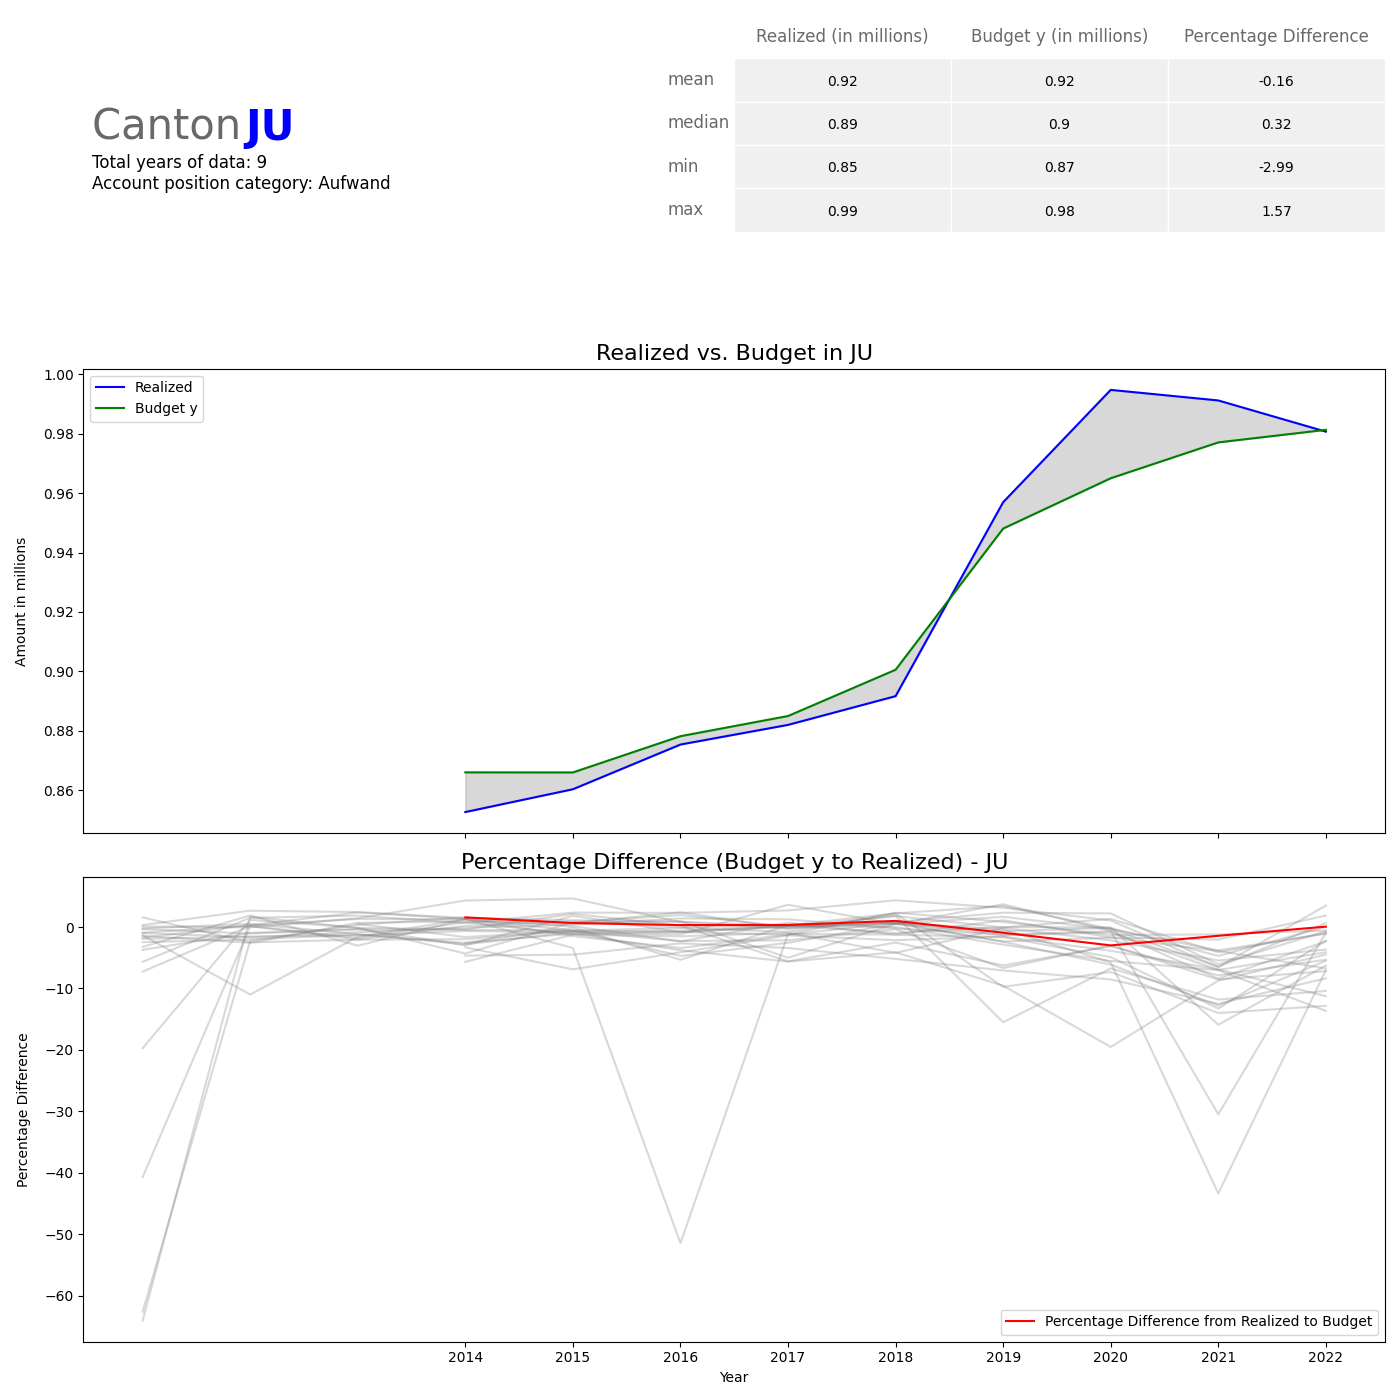 Realized (in millions) Budget y (in millions) Percentage Difference
mean 0.92 0.92 -0.16
median 0.89 0.9 0.32
min 0.85 0.87 -2.99
max 0.99 0.98 1.57
Canton JU
Total years of data: 9
Account position category: Aufwand
Realized vs. Budget in JU
Realized
Budget y
1.00
0.98
0.96
0.94
0.92
0.90
0.88
0.86
Amount in millions
Percentage Difference (Budget y to Realized) - JU
0
−10
−20
−30
−40
−50
−60
Percentage Difference
Percentage Difference from Realized to Budget
2014 2015 2016 2017 2018 2019 2020 2021 2022
Year